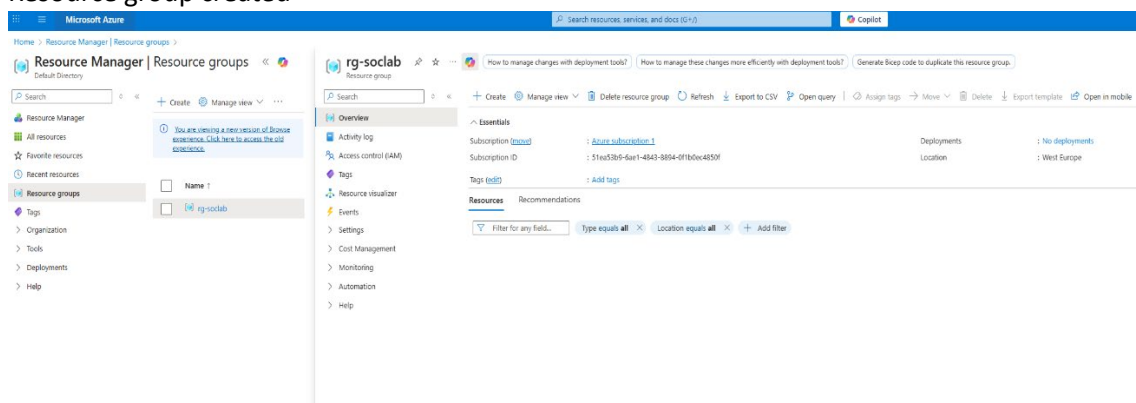 Resource group created
Microsoft Azure
Search resources, services, and docs (G+/)
Copilot
Home > Resource Manager | Resource groups >
Resource Manager | Resource groups
Default Directory
Search
Resource Manager
All resources
Favorite resources
Recent resources
Resource groups
Tags
Organization
Tools
Deployments
Help
+ Create
Manage view
You are viewing a new version of Browse
experience. Click here to access the old
experience.
Name ↑
rg-soclab
rg-soclab
Resource group
How to manage changes with deployment tools?
How to manage these changes more efficiently with deployment tools?
Generate Bicep code to duplicate this resource group.
Search
Overview
Activity log
Access control (IAM)
Tags
Resource visualizer
Events
Settings
Cost Management
Monitoring
Automation
Help
+ Create
Manage view
Delete resource group
Refresh
Export to CSV
Open query
Assign tags
Move
Delete
Export template
Open in mobile
Essentials
Subscription (move) : Azure subscription 1
Subscription ID : 51ea53b9-6ae1-4843-8894-0f1b0ec4850f
Tags (edit) : Add tags
Deployments : No deployments
Location : West Europe
Resources
Recommendations
Filter for any field...
Type equals all ×
Location equals all ×
+ Add filter